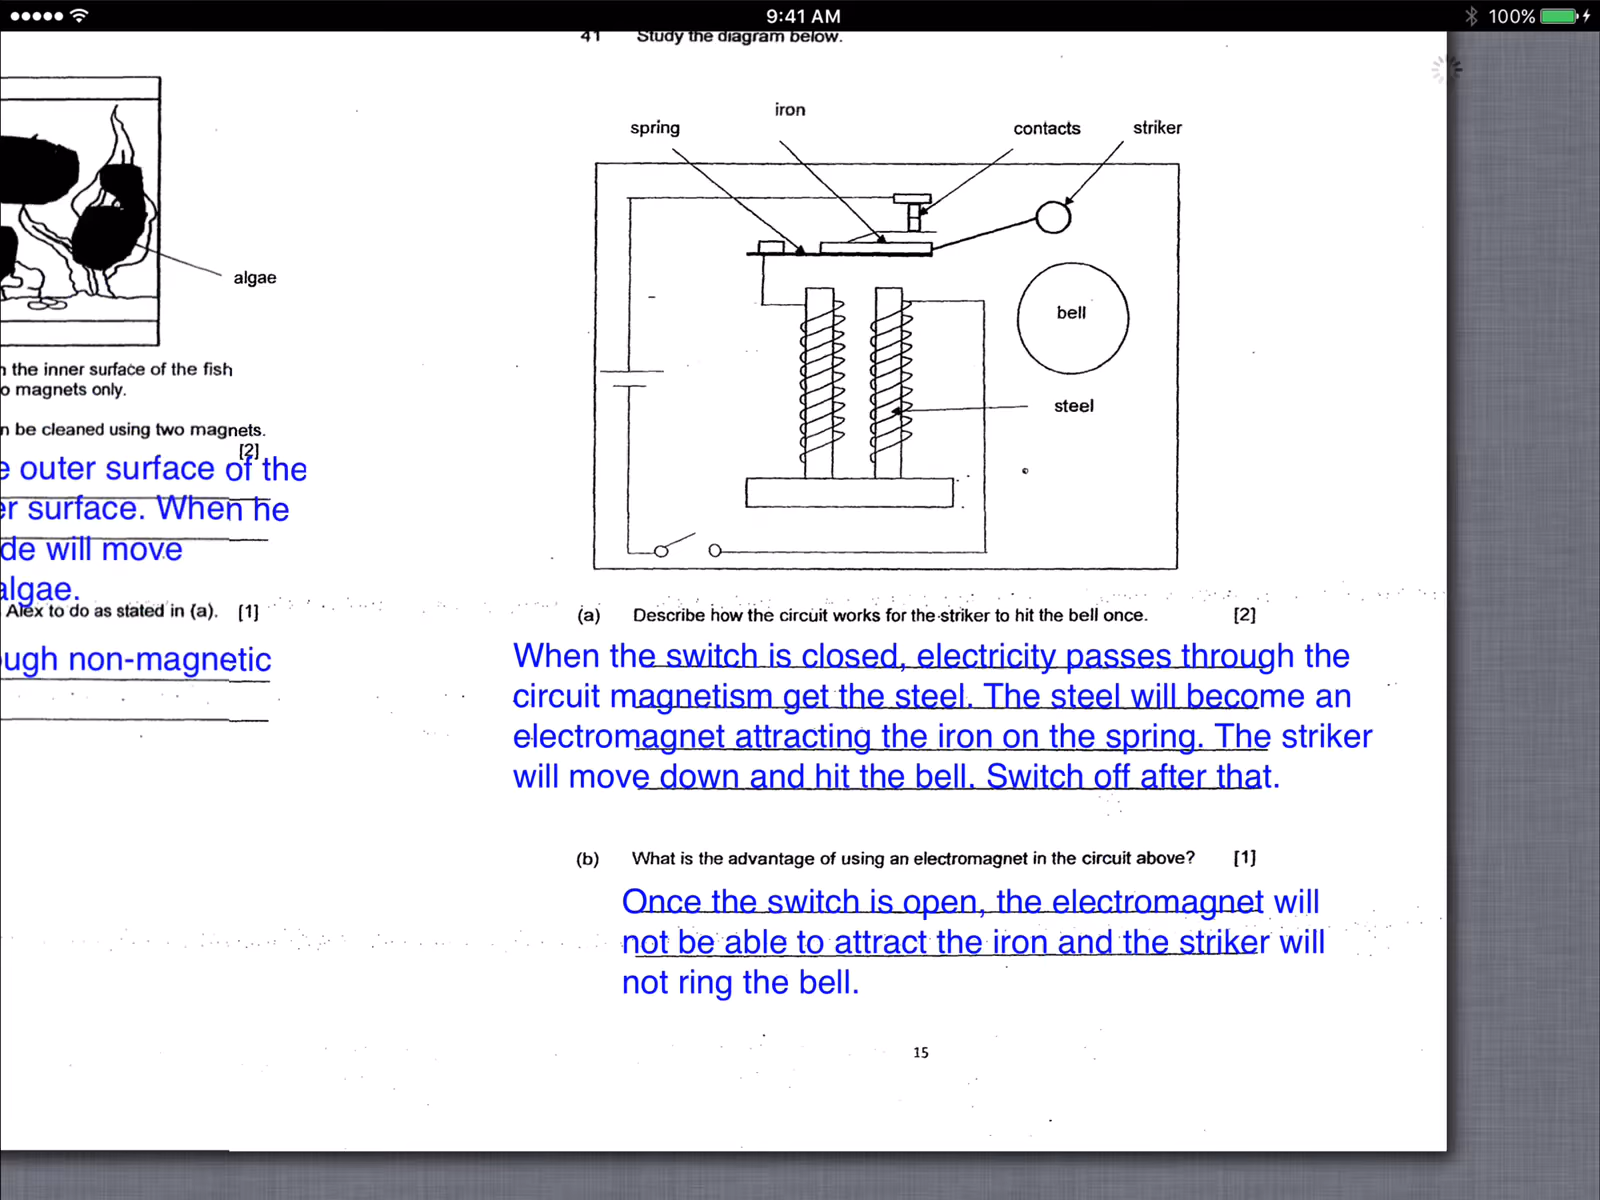 9:41 AM
100%
41 Study the diagram below.
iron
spring
contacts
striker
algae
bell
steel
the inner surface of the fish
o magnets only.
n be cleaned using two magnets.
[2]
e outer surface of the
er surface. When he
de will move
algae.
Alex to do as stated in (a). [1]
ugh non-magnetic
(a) Describe how the circuit works for the striker to hit the bell once. [2]
When the switch is closed, electricity passes through the
circuit magnetism get the steel. The steel will become an
electromagnet attracting the iron on the spring. The striker
will move down and hit the bell. Switch off after that.
(b) What is the advantage of using an electromagnet in the circuit above? [1]
Once the switch is open, the electromagnet will
not be able to attract the iron and the striker will
not ring the bell.
15